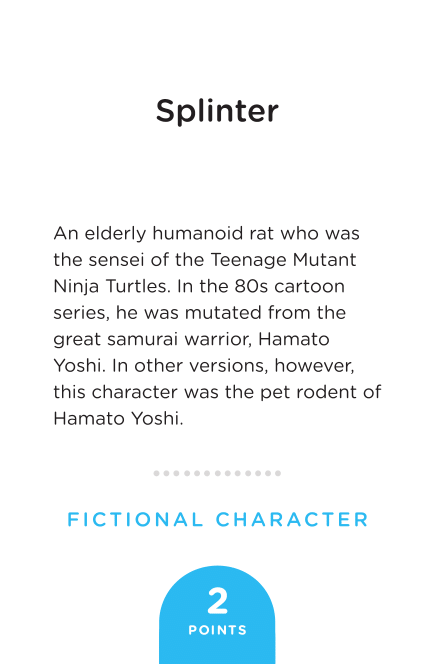 Splinter
An elderly humanoid rat who was
the sensei of the Teenage Mutant
Ninja Turtles. In the 80s cartoon
series, he was mutated from the
great samurai warrior, Hamato
Yoshi. In other versions, however,
this character was the pet rodent of
Hamato Yoshi.
FICTIONAL CHARACTER
2
POINTS